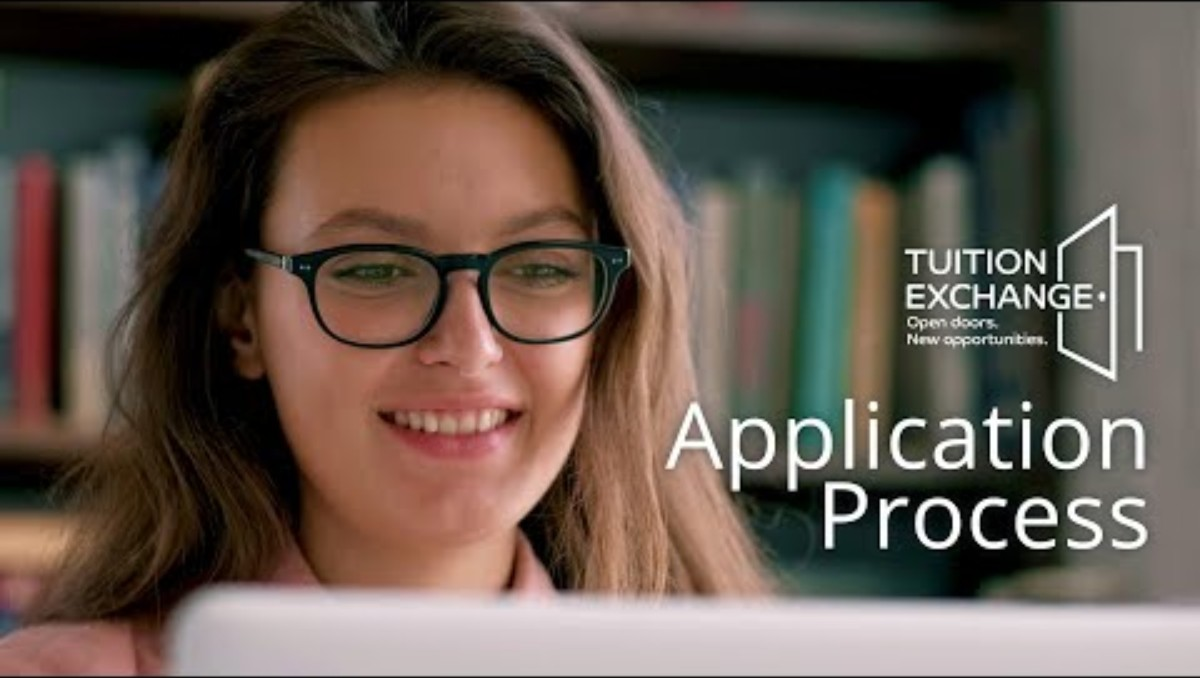 TUITION
EXCHANGE
Open doors.
New opportunities.
Application
Process